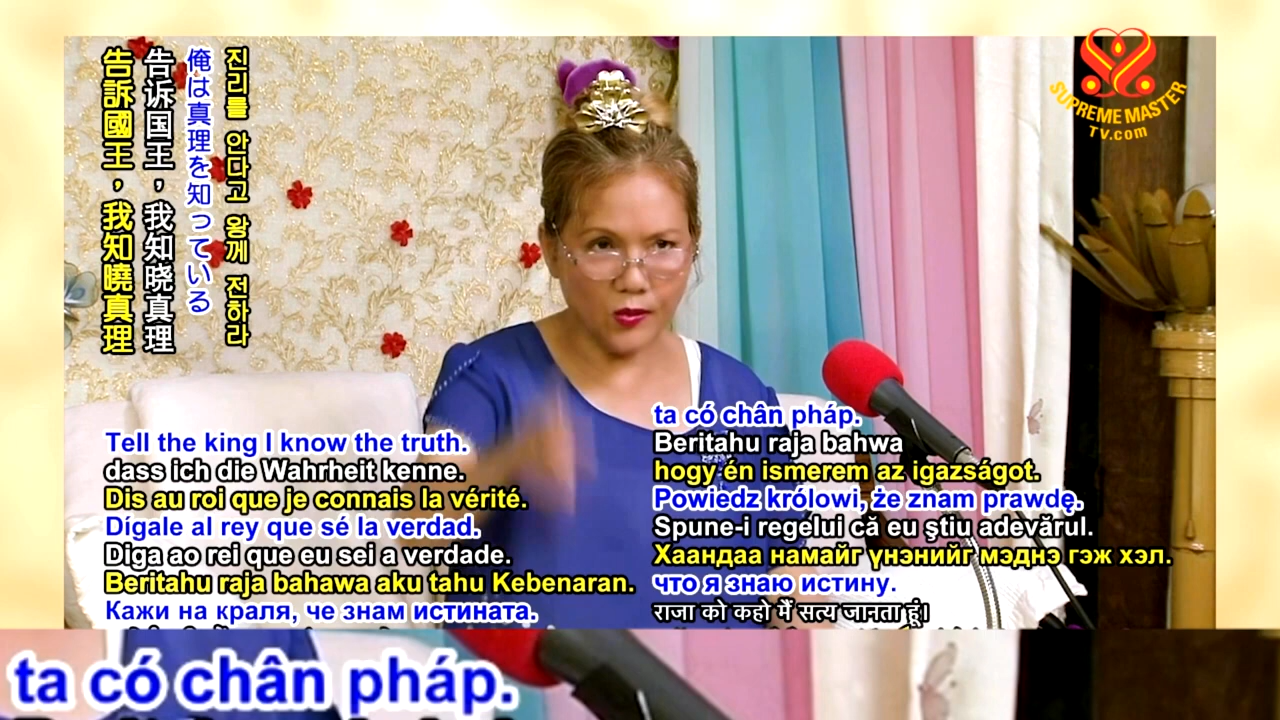 告訴國王，我知曉真理
告诉国王，我知晓真理
俺は真理を知っている
진리를 안다고 왕께 전하라
SUPREME MASTER
TV.com
Tell the king I know the truth.
dass ich die Wahrheit kenne.
Dis au roi que je connais la vérité.
Dígale al rey que sé la verdad.
Diga ao rei que eu sei a verdade.
Beritahu raja bahawa aku tahu Kebenaran.
Кажи на краля, че знам истината.
ta có chân pháp.
Beritahu raja bahwa
hogy én ismerem az igazságot.
Powiedz królowi, że znam prawdę.
Spune-i regelui că eu ştiu adevărul.
Хаандаа намайг үнэнийг мэднэ гэж хэл.
что я знаю истину.
राजा को कहो मैं सत्य जानता हूं।
ta có chân pháp.